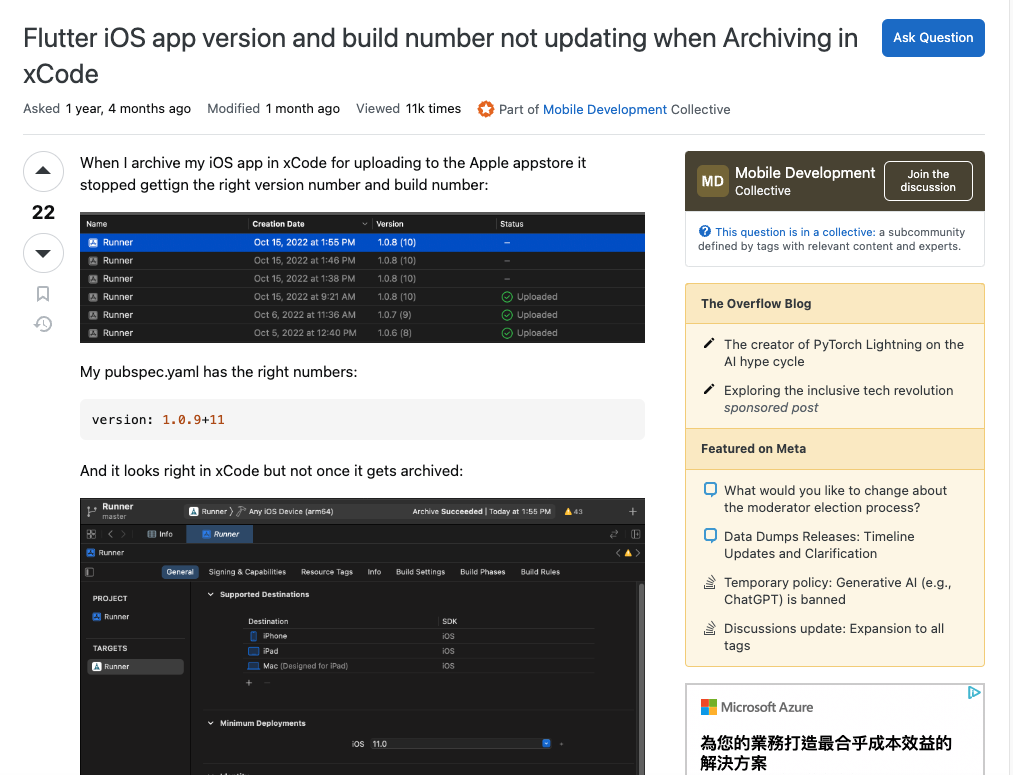 Flutter iOS app version and build number not updating when Archiving in
xCode
Ask Question
Asked 1 year, 4 months ago Modified 1 month ago Viewed 11k times Part of Mobile Development Collective
22
When I archive my iOS app in xCode for uploading to the Apple appstore it
stopped gettign the right version number and build number:
Name Creation Date Version Status
Runner Oct 15, 2022 at 1:55 PM 1.0.8 (10) --
Runner Oct 15, 2022 at 1:46 PM 1.0.8 (10) --
Runner Oct 15, 2022 at 1:38 PM 1.0.8 (10) --
Runner Oct 15, 2022 at 9:21 AM 1.0.8 (10) Uploaded
Runner Oct 6, 2022 at 11:36 AM 1.0.7 (9) Uploaded
Runner Oct 5, 2022 at 12:40 PM 1.0.6 (8) Uploaded
My pubspec.yaml has the right numbers:
version: 1.0.9+11
And it looks right in xCode but not once it gets archived:
Runner
master
Runner Any iOS Device (arm64) Archive Succeeded | Today at 1:55 PM 43
Info Runner
Runner
General Signing & Capabilities Resource Tags Info Build Settings Build Phases Build Rules
PROJECT
Runner
TARGETS
Runner
Supported Destinations
Destination SDK
iPhone iOS
iPad iOS
Mac (Designed for iPad) iOS
Minimum Deployments
iOS 11.0
MD
Mobile Development
Collective
Join the
discussion
This question is in a collective: a subcommunity
defined by tags with relevant content and experts.
The Overflow Blog
The creator of PyTorch Lightning on the
AI hype cycle
Exploring the inclusive tech revolution
sponsored post
Featured on Meta
What would you like to change about
the moderator election process?
Data Dumps Releases: Timeline
Updates and Clarification
Temporary policy: Generative AI (e.g.,
ChatGPT) is banned
Discussions update: Expansion to all
tags
Microsoft Azure
為您的業務打造最合乎成本效益的
解決方案